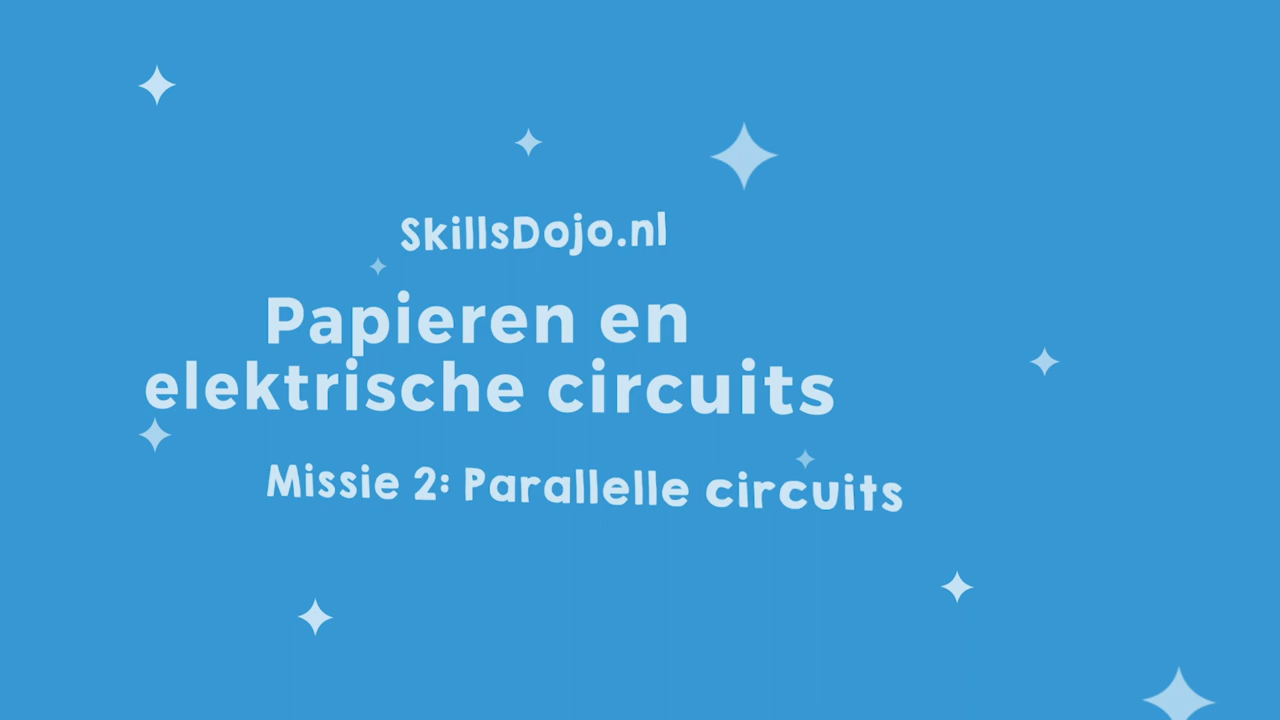 SkillsDojo.nl
Papieren en
elektrische circuits
Missie 2: Parallelle circuits